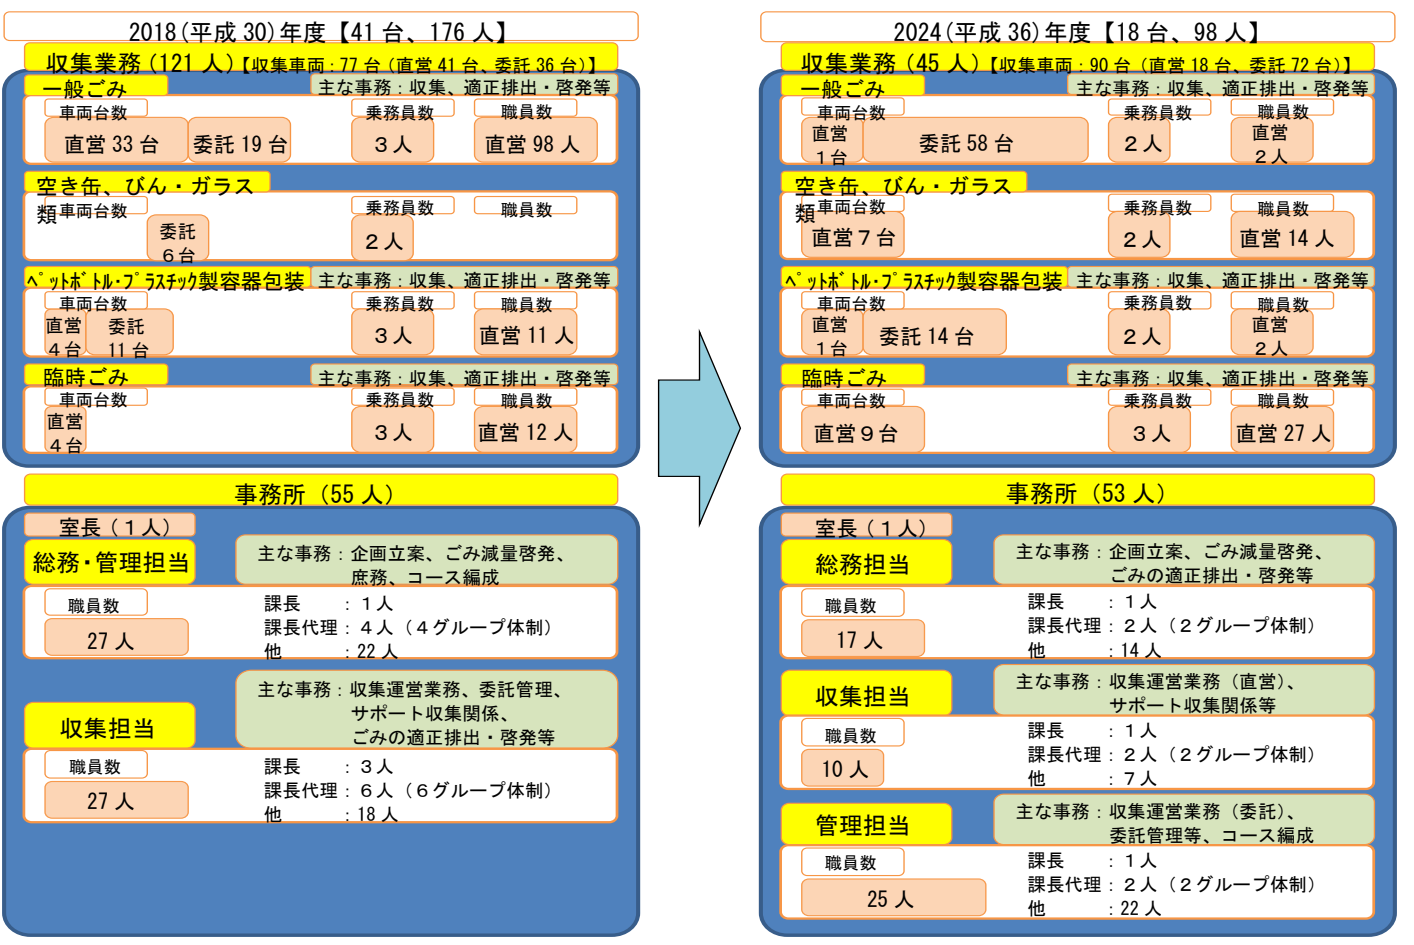 2018(平成 30)年度【41 台、176 人】
収集業務(121 人)【収集車両:77 台(直営 41 台、委託 36 台)】
一般ごみ
主な事務:収集、適正排出・啓発等
車両台数
乗務員数
職員数
直営 33 台
委託 19 台
3人
直営 98 人
空き缶、びん・ガラス
類
車両台数
乗務員数
職員数
委託
6台
2人
ペットボトル・プラスチック製容器包装
主な事務:収集、適正排出・啓発等
車両台数
乗務員数
職員数
直営
4台
委託
11 台
3人
直営 11 人
臨時ごみ
主な事務:収集、適正排出・啓発等
車両台数
乗務員数
職員数
直営
4台
3人
直営 12 人
事務所(55 人)
室長(1人)
総務・管理担当
主な事務:企画立案、ごみ減量啓発、
庶務、コース編成
職員数
27 人
課長 :1人
課長代理:4人(4グループ体制)
他 :22 人
収集担当
主な事務:収集運営業務、委託管理、
サポート収集関係、
ごみの適正排出・啓発等
職員数
27 人
課長 :3人
課長代理:6人(6グループ体制)
他 :18 人
2024(平成 36)年度【18 台、98 人】
収集業務(45 人)【収集車両:90 台(直営 18 台、委託 72 台)】
一般ごみ
主な事務:収集、適正排出・啓発等
車両台数
乗務員数
職員数
直営
1台
委託 58 台
2人
直営
2人
空き缶、びん・ガラス
類
車両台数
乗務員数
職員数
直営7台
2人
直営 14 人
ペットボトル・プラスチック製容器包装
主な事務:収集、適正排出・啓発等
車両台数
乗務員数
職員数
直営
1台
委託 14 台
2人
直営
2人
臨時ごみ
主な事務:収集、適正排出・啓発等
車両台数
乗務員数
職員数
直営9台
3人
直営 27 人
事務所(53 人)
室長(1人)
総務担当
主な事務:企画立案、ごみ減量啓発、
ごみの適正排出・啓発等
職員数
17 人
課長 :1人
課長代理:2人(2グループ体制)
他 :14 人
収集担当
主な事務:収集運営業務(直営)、
サポート収集関係等
職員数
10 人
課長 :1人
課長代理:2人(2グループ体制)
他 :7人
管理担当
主な事務:収集運営業務(委託)、
委託管理等、コース編成
職員数
25 人
課長 :1人
課長代理:2人(2グループ体制)
他 :22 人